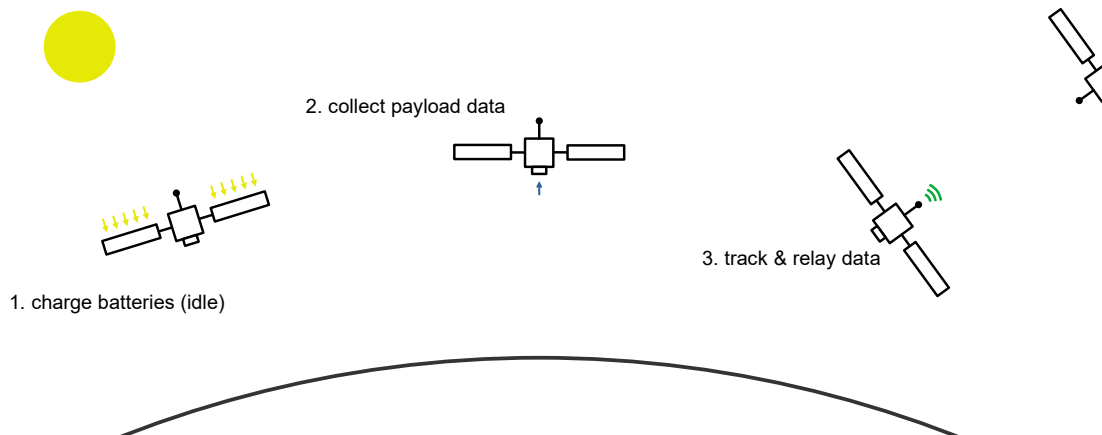 2. collect payload data
3. track & relay data
1. charge batteries (idle)